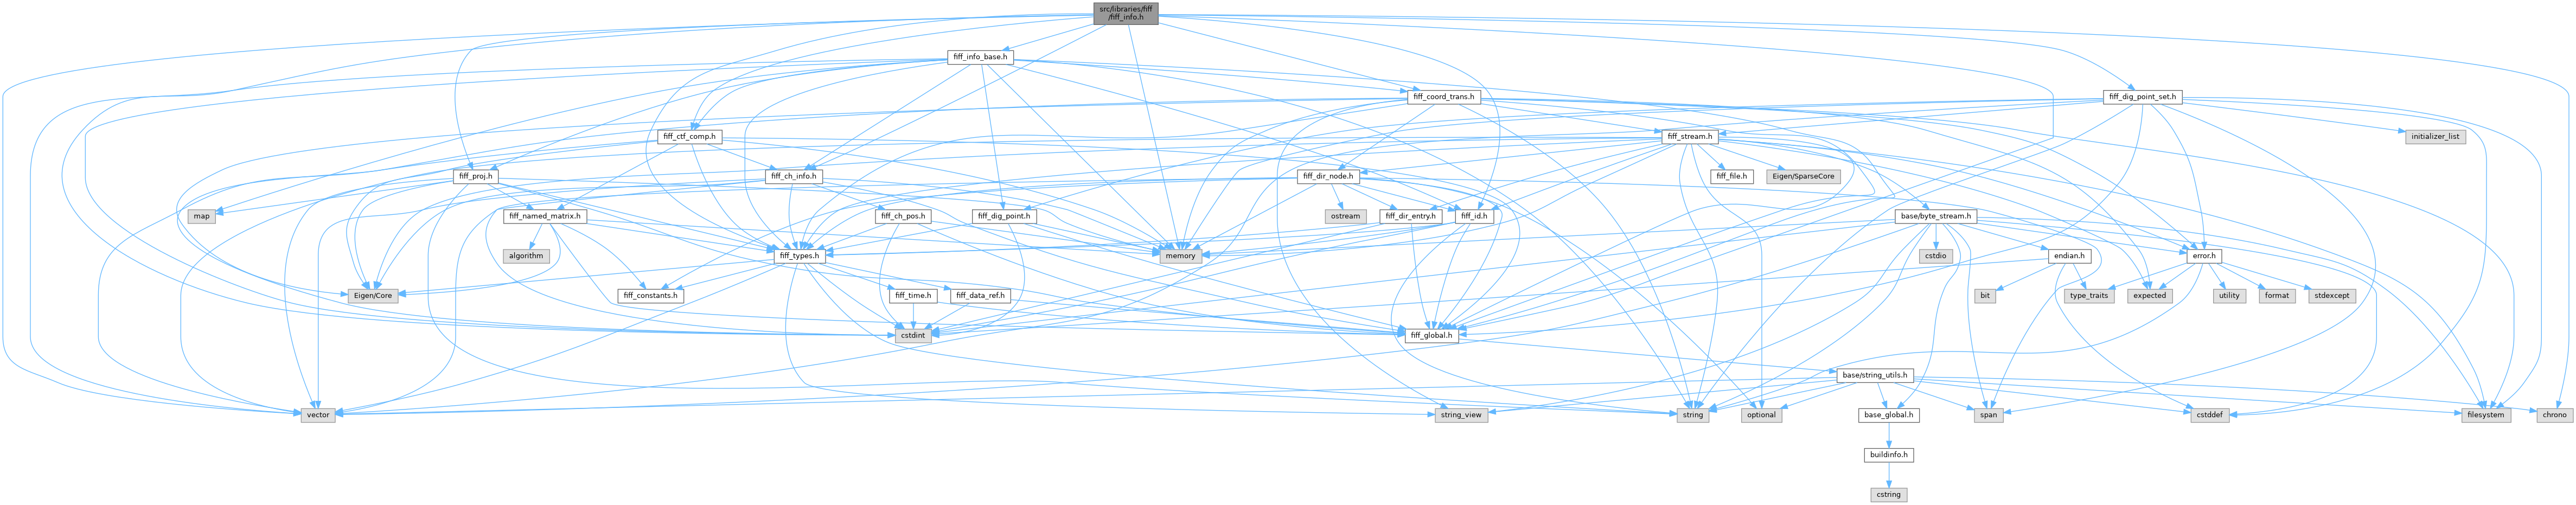 src/libraries/fiff
/fiff_info.h
fiff_info_base.h
fiff_coord_trans.h
fiff_dig_point_set.h
fiff_ctf_comp.h
fiff_stream.h
initializer_list
fiff_proj.h
fiff_ch_info.h
fiff_dir_node.h
fiff_file.h
Eigen/SparseCore
map
fiff_named_matrix.h
fiff_ch_pos.h
fiff_dig_point.h
ostream
fiff_dir_entry.h
fiff_id.h
base/byte_stream.h
algorithm
fiff_types.h
memory
cstdio
endian.h
error.h
Eigen/Core
fiff_constants.h
fiff_time.h
fiff_data_ref.h
bit
type_traits
expected
utility
format
stdexcept
cstdint
fiff_global.h
base/string_utils.h
vector
string_view
string
optional
base_global.h
span
cstddef
filesystem
chrono
buildinfo.h
cstring